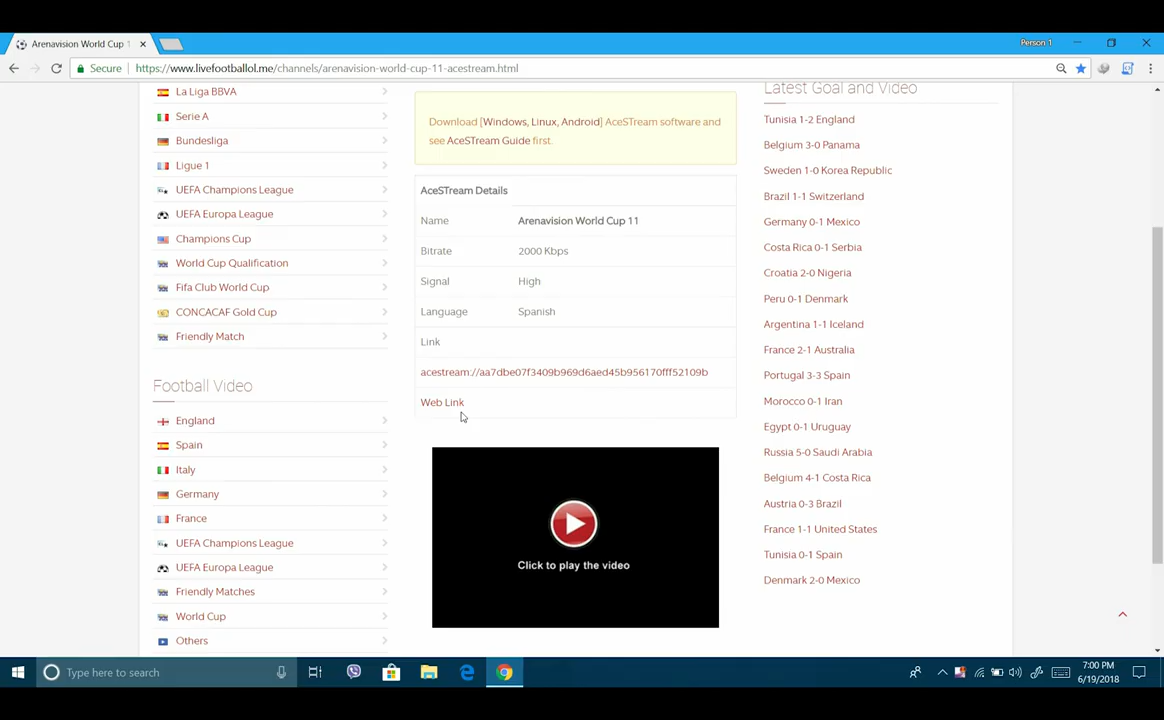 Arenavision World Cup 1
Person 1
Secure
https://www.livefootballol.me/channels/arenavision-world-cup-11-acestream.html
La Liga BBVA
Serie A
Bundesliga
Ligue 1
UEFA Champions League
UEFA Europa League
Champions Cup
World Cup Qualification
Fifa Club World Cup
CONCACAF Gold Cup
Friendly Match
Football Video
England
Spain
Italy
Germany
France
UEFA Champions League
UEFA Europa League
Friendly Matches
World Cup
Others
Download [Windows, Linux, Android] AceSTream software and
see AceSTream Guide first.
AceSTream Details
Name Arenavision World Cup 11
Bitrate 2000 Kbps
Signal High
Language Spanish
Link
acestream://aa7dbe07f3409b969d6aed45b956170fff52109b
Web Link
Click to play the video
Latest Goal and Video
Tunisia 1-2 England
Belgium 3-0 Panama
Sweden 1-0 Korea Republic
Brazil 1-1 Switzerland
Germany 0-1 Mexico
Costa Rica 0-1 Serbia
Croatia 2-0 Nigeria
Peru 0-1 Denmark
Argentina 1-1 Iceland
France 2-1 Australia
Portugal 3-3 Spain
Morocco 0-1 Iran
Egypt 0-1 Uruguay
Russia 5-0 Saudi Arabia
Belgium 4-1 Costa Rica
Austria 0-3 Brazil
France 1-1 United States
Tunisia 0-1 Spain
Denmark 2-0 Mexico
Type here to search
7:00 PM
6/19/2018